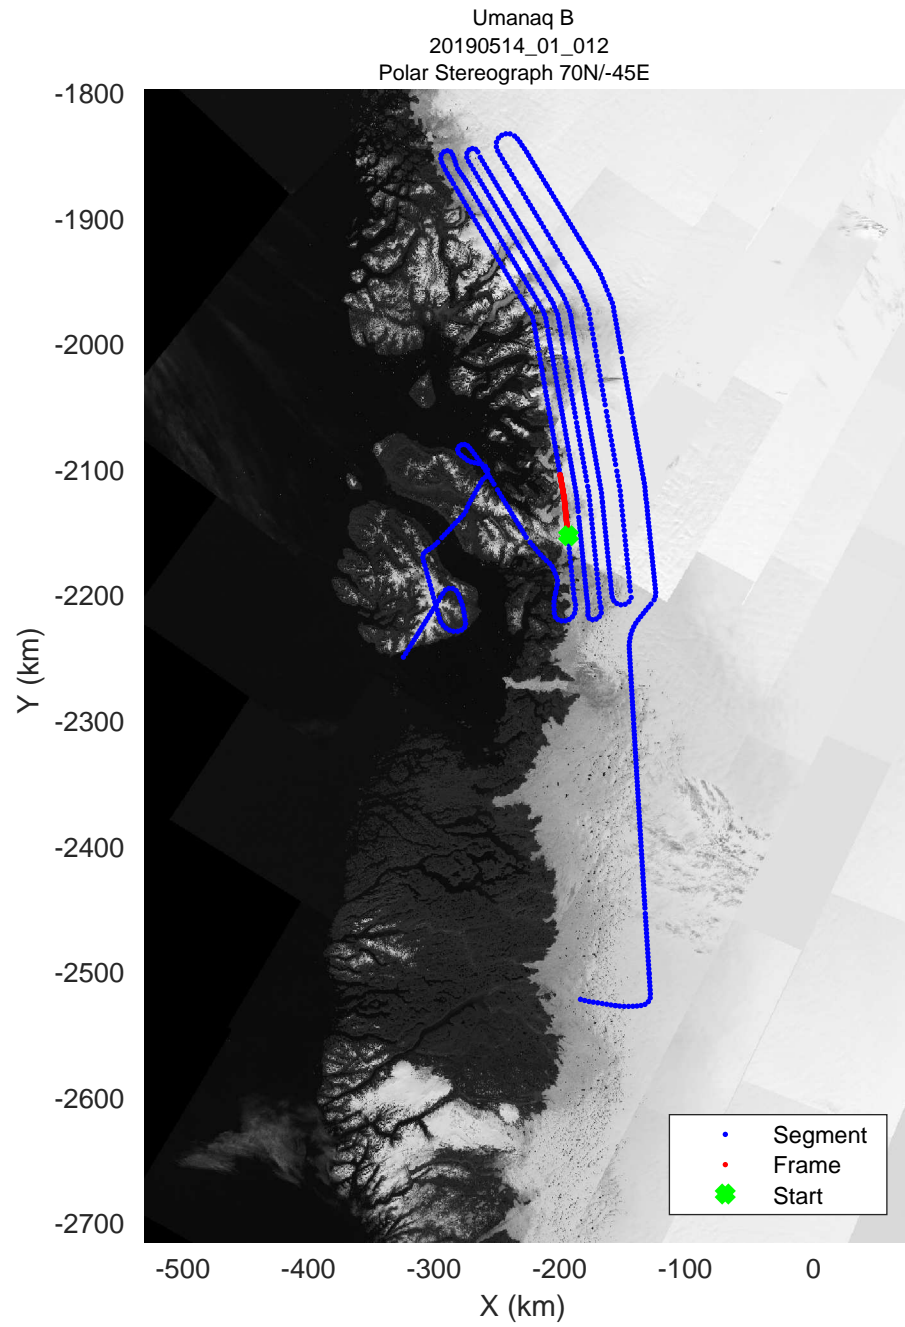 Umanaq B
20190514_01_012
Polar Stereograph 70N/-45E
-1800
-1900
-2000
-2100
-2200
-2300
-2400
-2500
-2600
-2700
Y (km)
-500 -400 -300 -200 -100 0
X (km)
Segment
Frame
Start